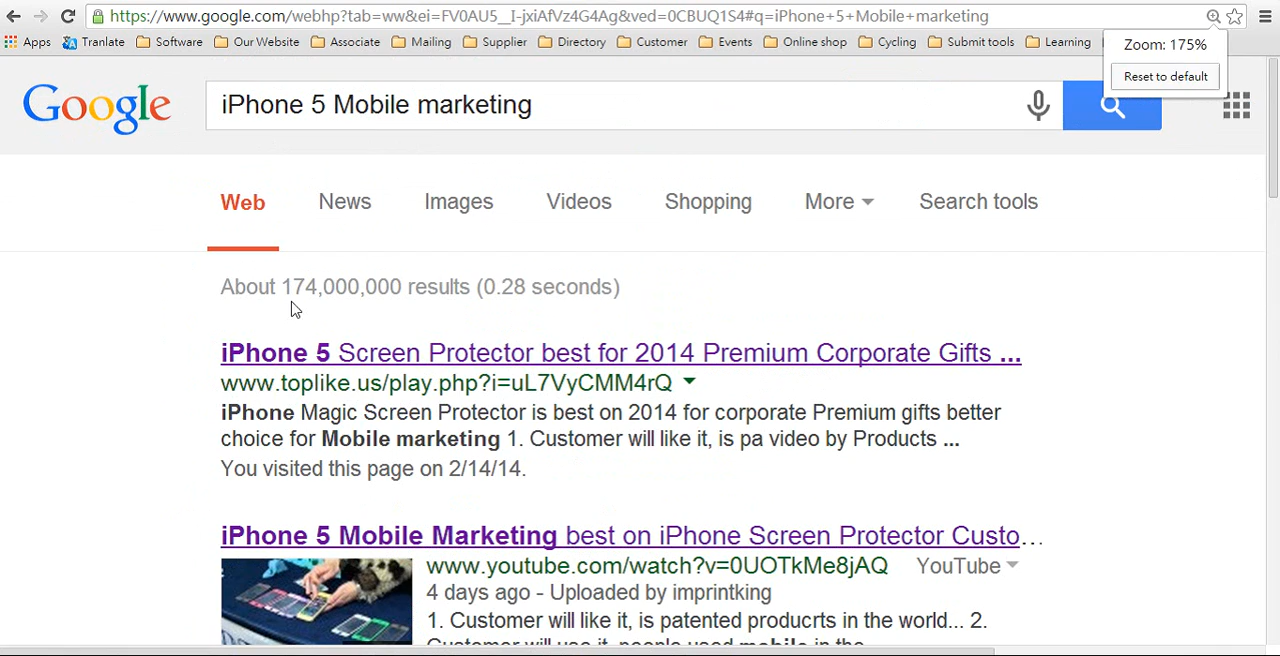 https://www.google.com/webhp?tab=ww&ei=FV0AU5__I-jxiAfVz4G4Ag&ved=0CBUQ1S4#q=iPhone+5+Mobile+marketing
Apps Tranlate Software Our Website Associate Mailing Supplier Directory Customer Events Online shop Cycling Submit tools Learning
Zoom: 175%
Reset to default
Google iPhone 5 Mobile marketing
Web News Images Videos Shopping More Search tools
About 174,000,000 results (0.28 seconds)
iPhone 5 Screen Protector best for 2014 Premium Corporate Gifts ...
www.toplike.us/play.php?i=uL7VyCMM4rQ
iPhone Magic Screen Protector is best on 2014 for corporate Premium gifts better
choice for Mobile marketing 1. Customer will like it, is pa video by Products ...
You visited this page on 2/14/14.
iPhone 5 Mobile Marketing best on iPhone Screen Protector Custo...
www.youtube.com/watch?v=0UOTkMe8jAQ YouTube
4 days ago - Uploaded by imprintking
1. Customer will like it, is patented producrts in the world... 2.
Customer will use it, people used mobile in the